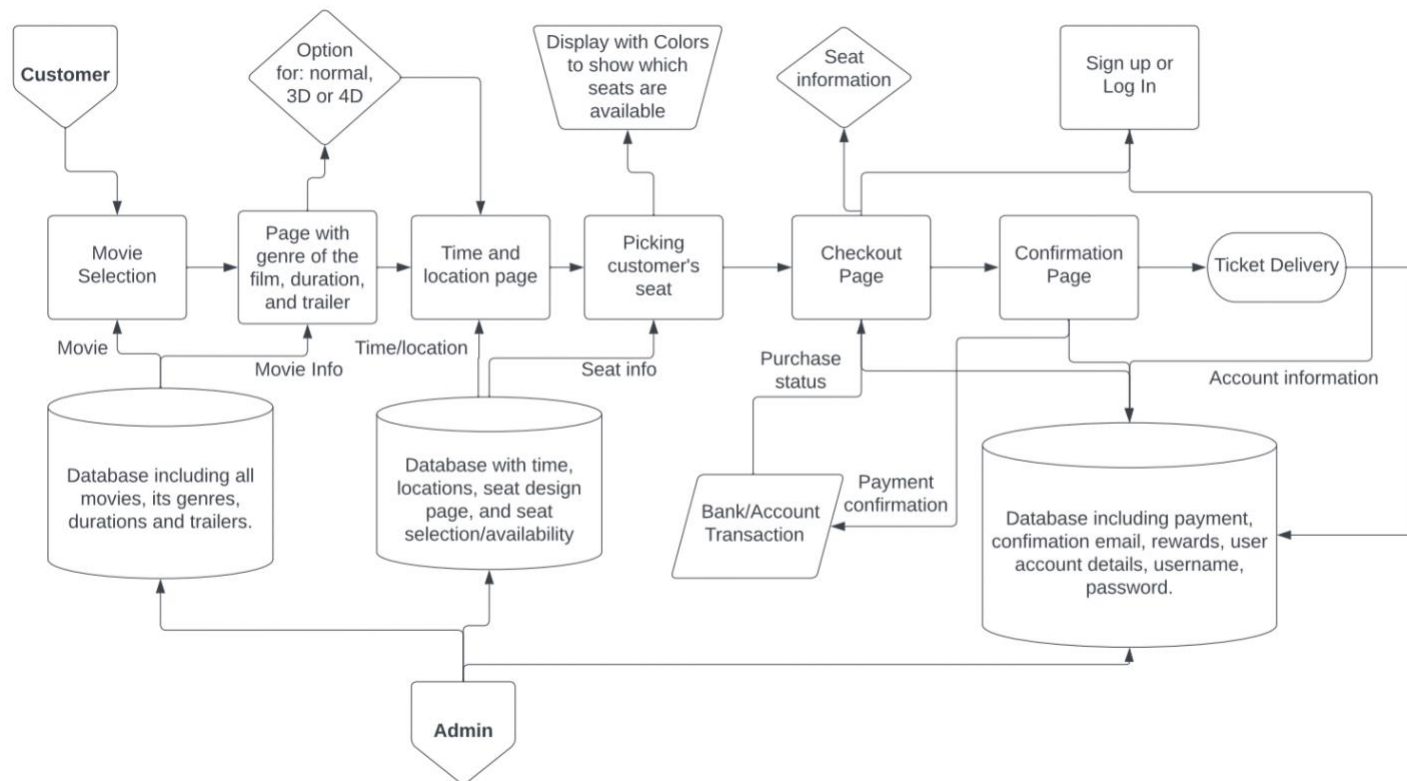 Customer
Option
for: normal,
3D or 4D
Display with Colors
to show which
seats are
available
Seat
information
Sign up or
Log In
Movie
Selection
Page with
genre of the
film, duration,
and trailer
Time and
location page
Picking
customer's
seat
Checkout
Page
Confirmation
Page
Ticket Delivery
Movie
Movie Info
Time/location
Seat info
Purchase
status
Account information
Database including all
movies, its genres,
durations and trailers.
Database with time,
locations, seat design
page, and seat
selection/availability
Bank/Account
Transaction
Payment
confirmation
Database including payment,
confimation email, rewards, user
account details, username,
password.
Admin